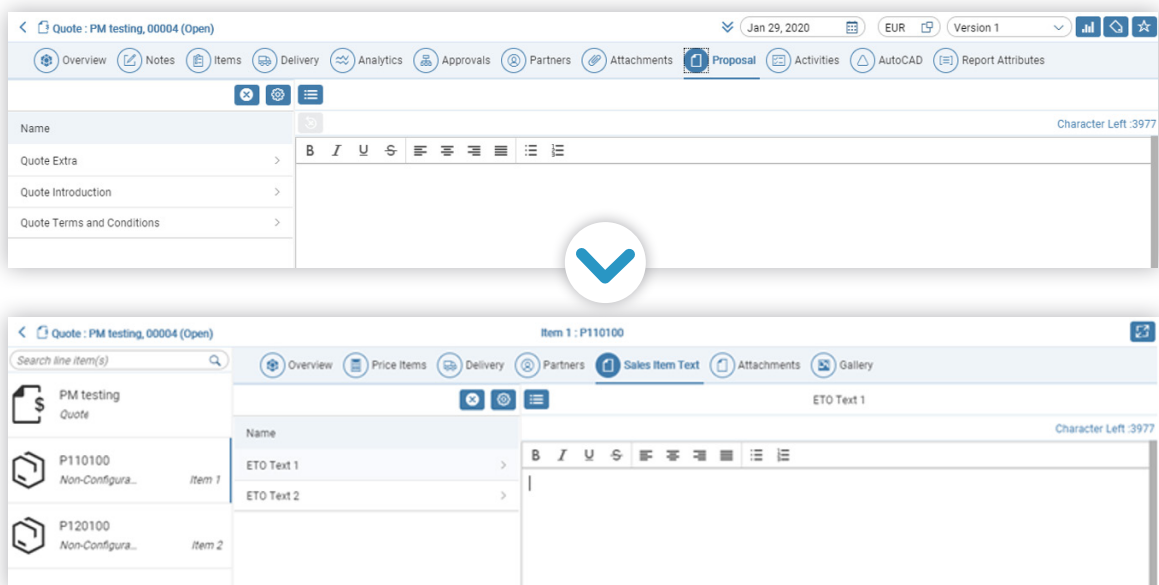 Quote : PM testing, 00004 (Open)
Jan 29, 2020
EUR
Version 1
Overview
Notes
Items
Delivery
Analytics
Approvals
Partners
Attachments
Proposal
Activities
AutoCAD
Report Attributes
Name
Character Left :3977
Quote Extra
B I U S
Quote Introduction
Quote Terms and Conditions
Quote : PM testing, 00004 (Open)
Item 1 : P110100
Search line item(s)
Overview
Price Items
Delivery
Partners
Sales Item Text
Attachments
Gallery
PM testing
Quote
ETO Text 1
Character Left :3977
Name
B I U S
P110100
Non-Configura...
Item 1
ETO Text 1
ETO Text 2
P120100
Non-Configura...
Item 2